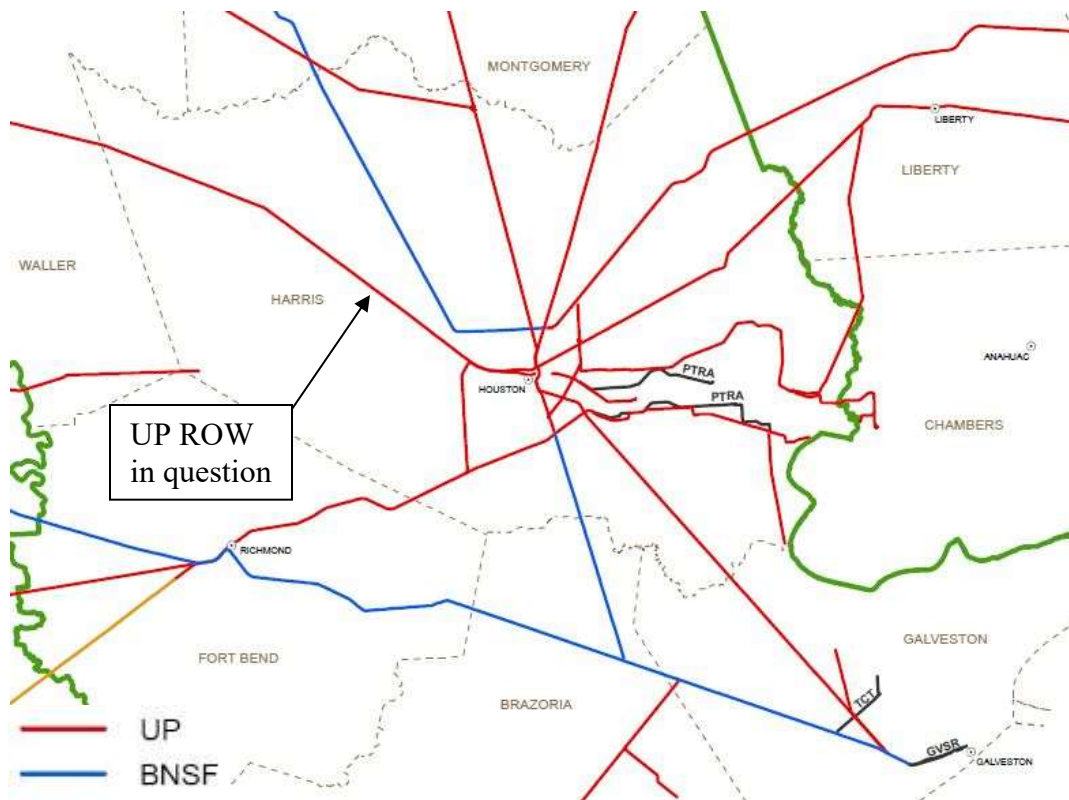 MONTGOMERY
LIBERTY
LIBERTY
WALLER
HARRIS
ANAHUAC
HOUSTON
PTRA
PTRA
CHAMBERS
UP ROW
in question
RICHMOND
GALVESTON
FORT BEND
BRAZORIA
TCT
UP
GVSR
GALVESTON
BNSF